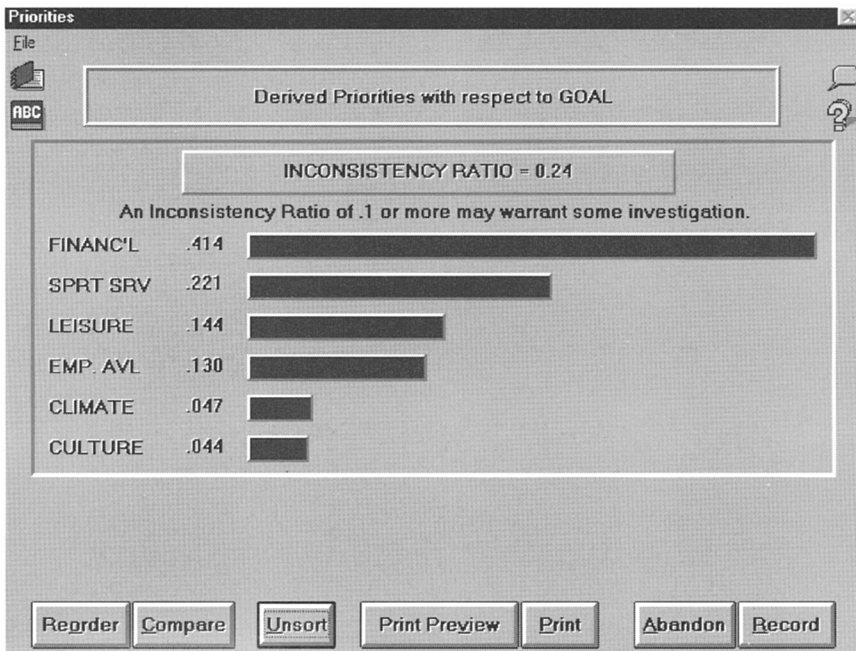 Priorities
File
ABC
Derived Priorities with respect to GOAL
INCONSISTENCY RATIO = 0.24
An Inconsistency Ratio of .1 or more may warrant some investigation.
FINANC'L .414
SPRT SRV .221
LEISURE .144
EMP. AVL .130
CLIMATE .047
CULTURE .044
Reorder Compare Unsort Print Preview Print Abandon Record